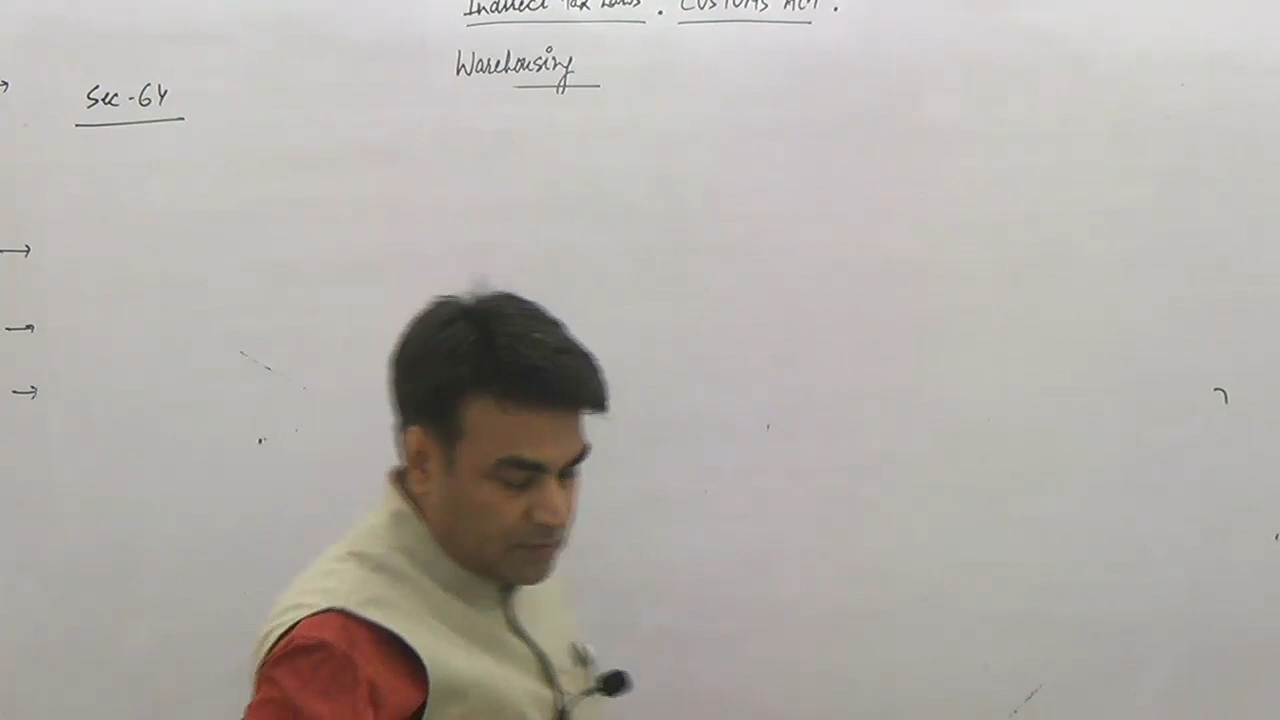 Indirect Tax Laws . CUSTOMS ACT .
Warehousing
→ Sec-64
→
→
→